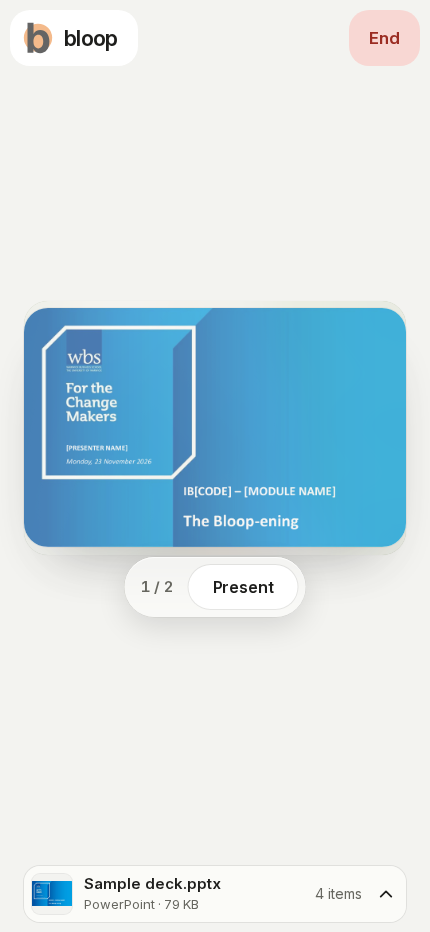 b bloop
End
wbs
For the
Change
Makers
[PRESENTER NAME]
Monday, 23 November 2026
IB[CODE] – [MODULE NAME]
The Bloop-ening
1 / 2
Present
Sample deck.pptx
PowerPoint · 79 KB
4 items